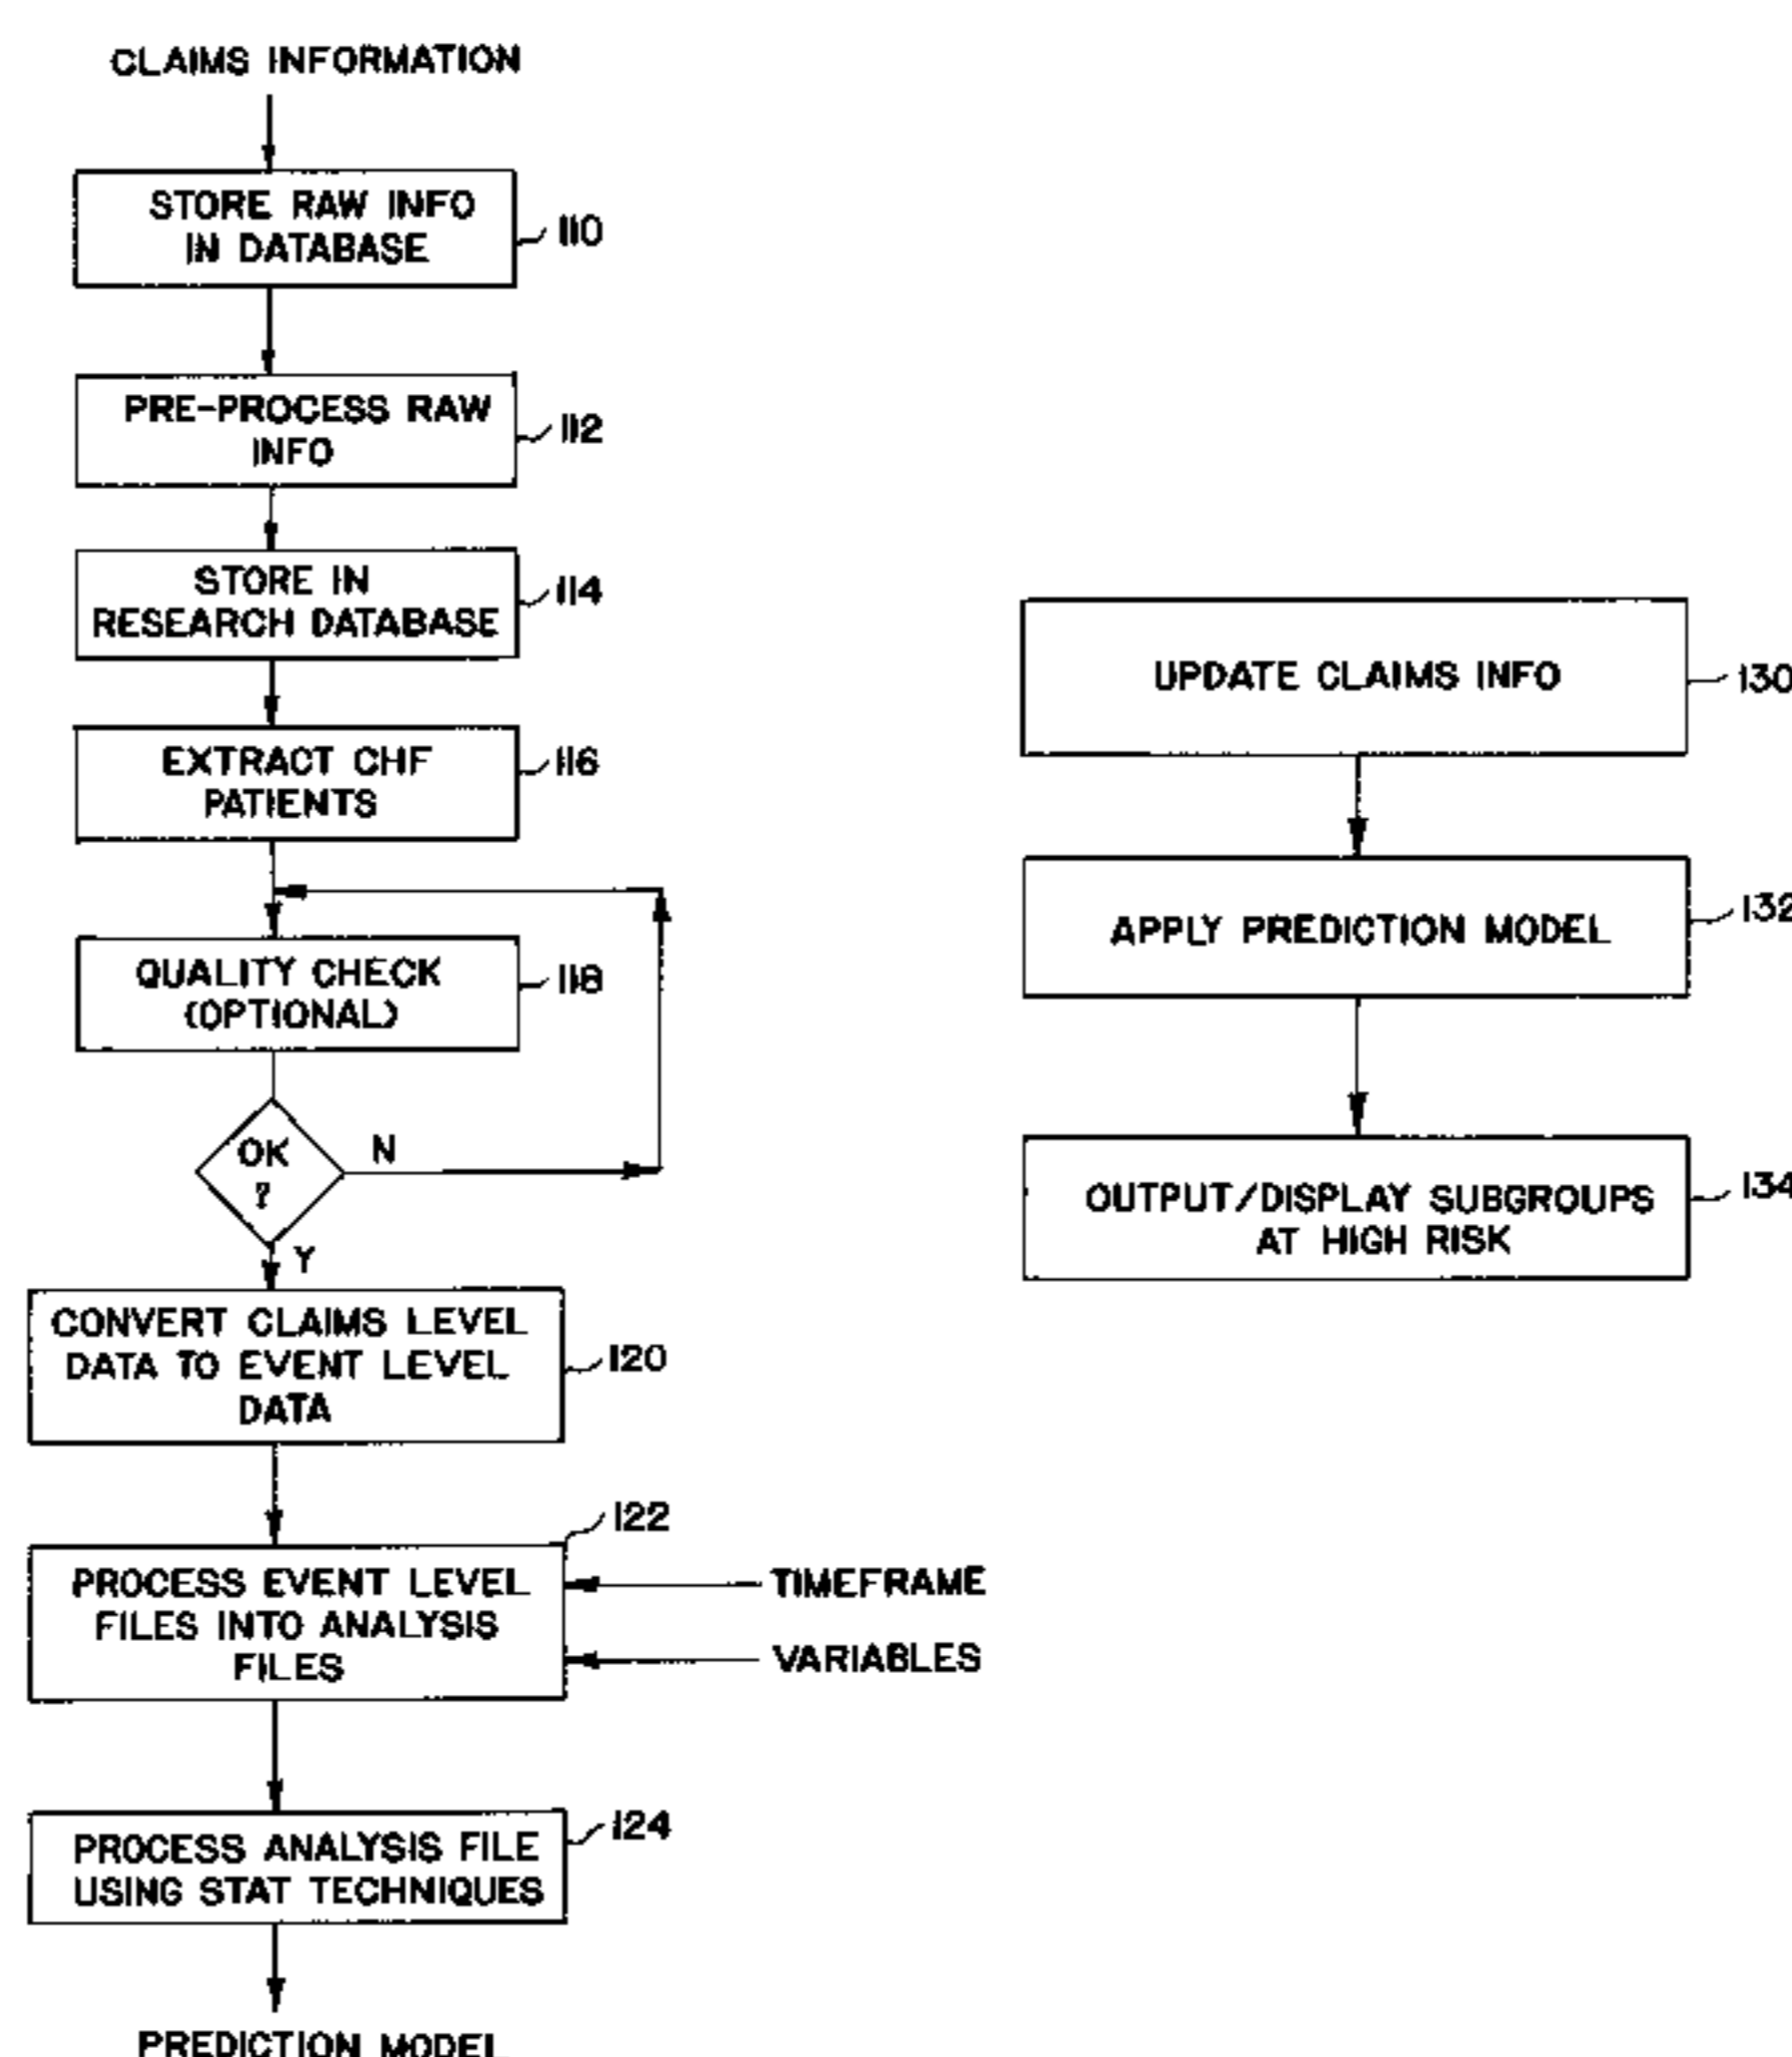 CLAIMS INFORMATION
STORE RAW INFO
IN DATABASE
110
PRE-PROCESS RAW
INFO
112
STORE IN
RESEARCH DATABASE
114
EXTRACT CHF
PATIENTS
116
QUALITY CHECK
(OPTIONAL)
118
OK
?
N
Y
CONVERT CLAIMS LEVEL
DATA TO EVENT LEVEL
DATA
120
122
PROCESS EVENT LEVEL
FILES INTO ANALYSIS
FILES
TIMEFRAME
VARIABLES
PROCESS ANALYSIS FILE
USING STAT TECHNIQUES
124
PREDICTION MODEL
UPDATE CLAIMS INFO
130
APPLY PREDICTION MODEL
132
OUTPUT/DISPLAY SUBGROUPS
AT HIGH RISK
134